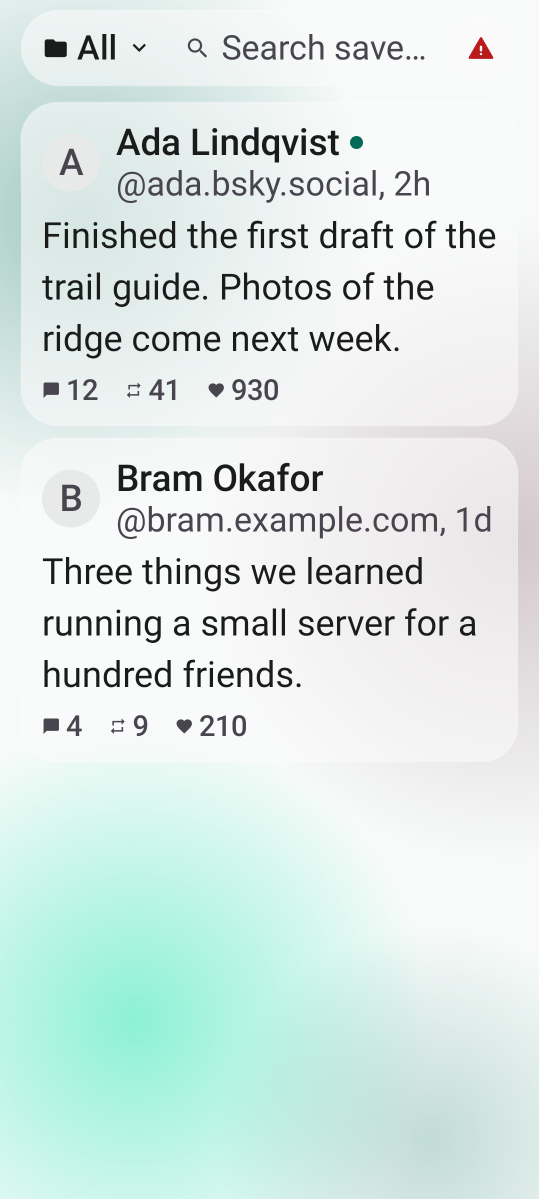 All
Search save…
A
Ada Lindqvist
@ada.bsky.social, 2h
Finished the first draft of the
trail guide. Photos of the
ridge come next week.
12 41 930
B
Bram Okafor
@bram.example.com, 1d
Three things we learned
running a small server for a
hundred friends.
4 9 210